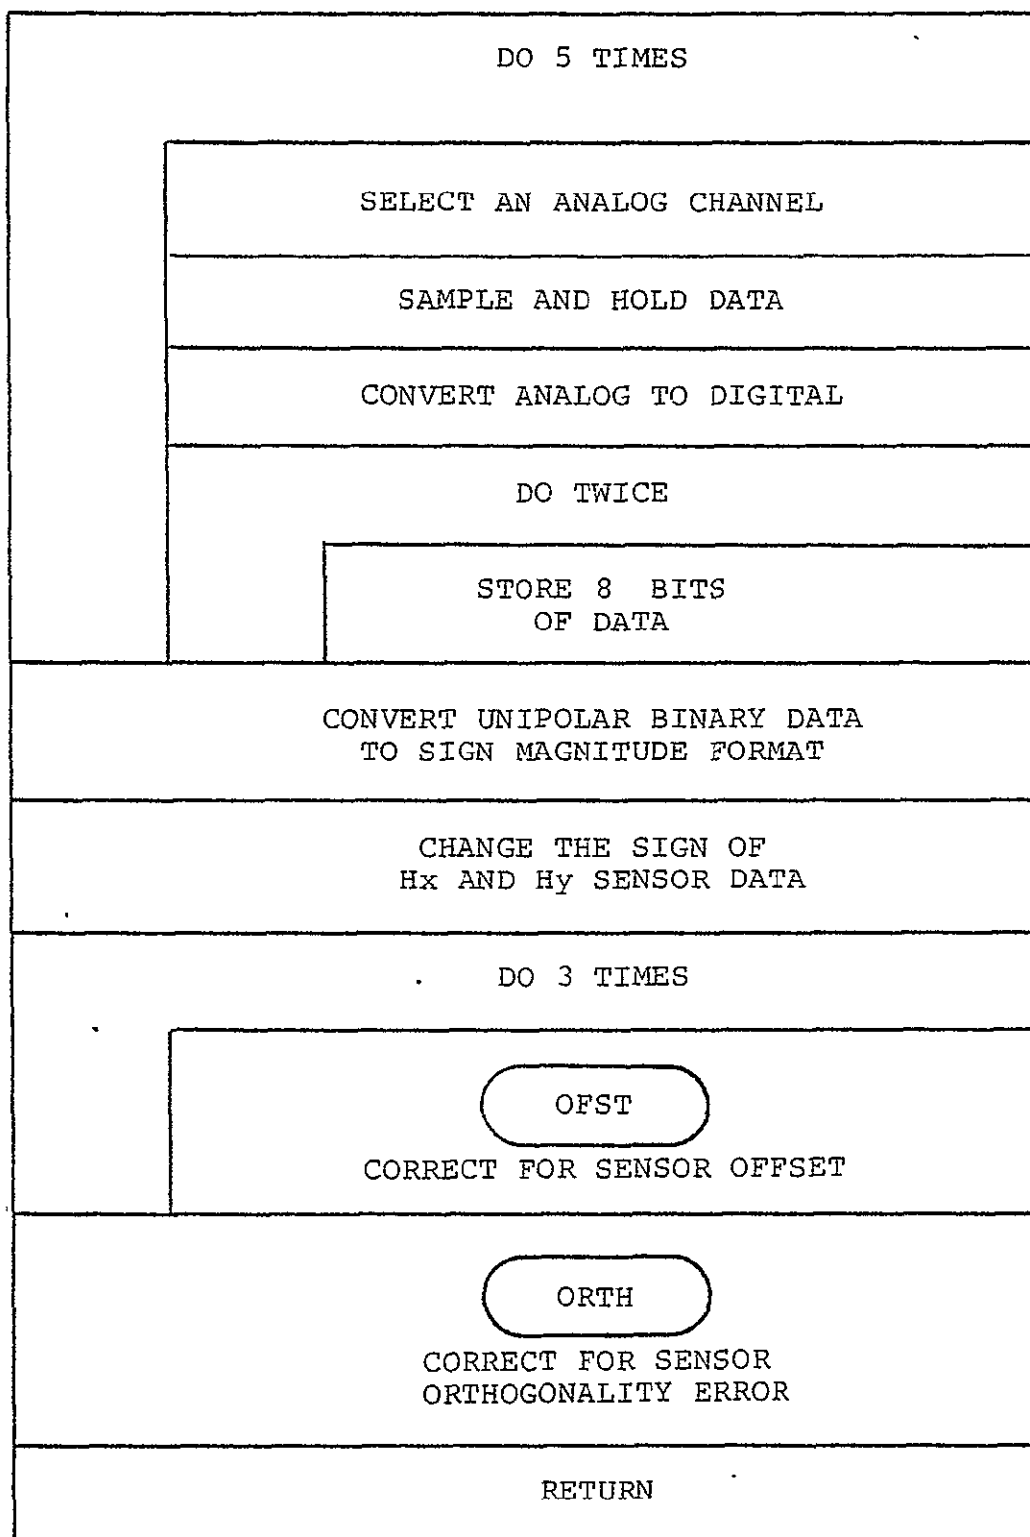 DO 5 TIMES
SELECT AN ANALOG CHANNEL
SAMPLE AND HOLD DATA
CONVERT ANALOG TO DIGITAL
DO TWICE
STORE 8 BITS
OF DATA
CONVERT UNIPOLAR BINARY DATA
TO SIGN MAGNITUDE FORMAT
CHANGE THE SIGN OF
Hx AND Hy SENSOR DATA
DO 3 TIMES
OFST
CORRECT FOR SENSOR OFFSET
ORTH
CORRECT FOR SENSOR
ORTHOGONALITY ERROR
RETURN